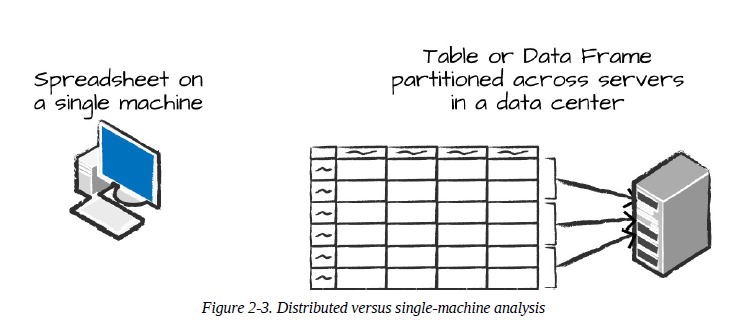 Spreadsheet on
a single machine
Table or Data Frame
partitioned across servers
in a data center
Figure 2-3. Distributed versus single-machine analysis